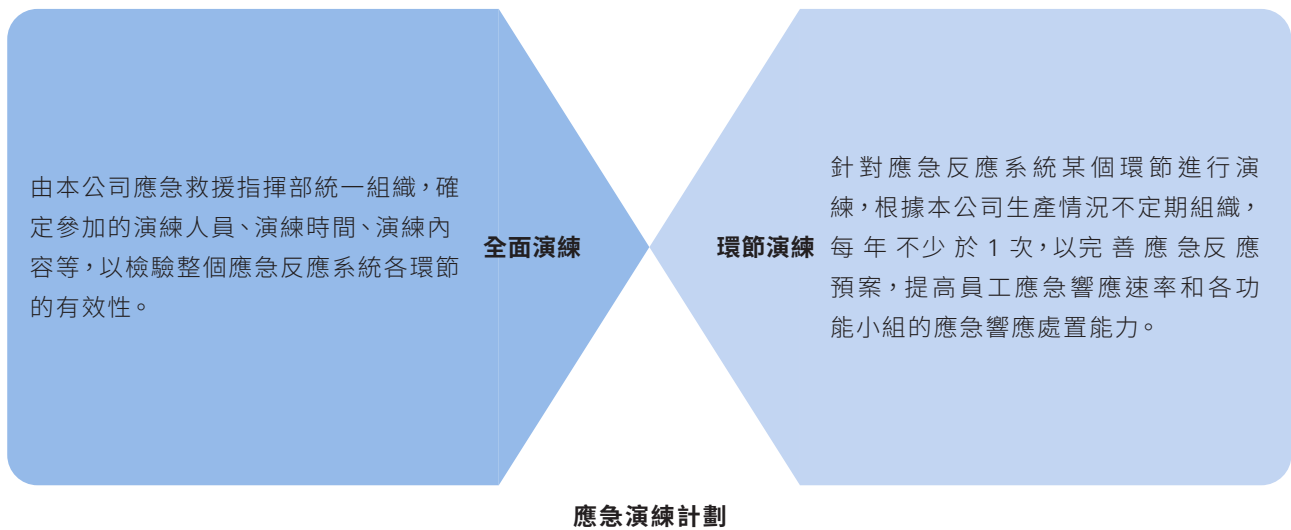 由本公司應急救援指揮部統一組織,確
定參加的演練人員、演練時間、演練內
容等,以檢驗整個應急反應系統各環節
的有效性。
全面演練
環節演練
針對應急反應系統某個環節進行演
練,根據本公司生產情況不定期組織,
每年不少於1次,以完善應急反應
預案,提高員工應急響應速率和各功
能小組的應急響應處置能力。
應急演練計劃